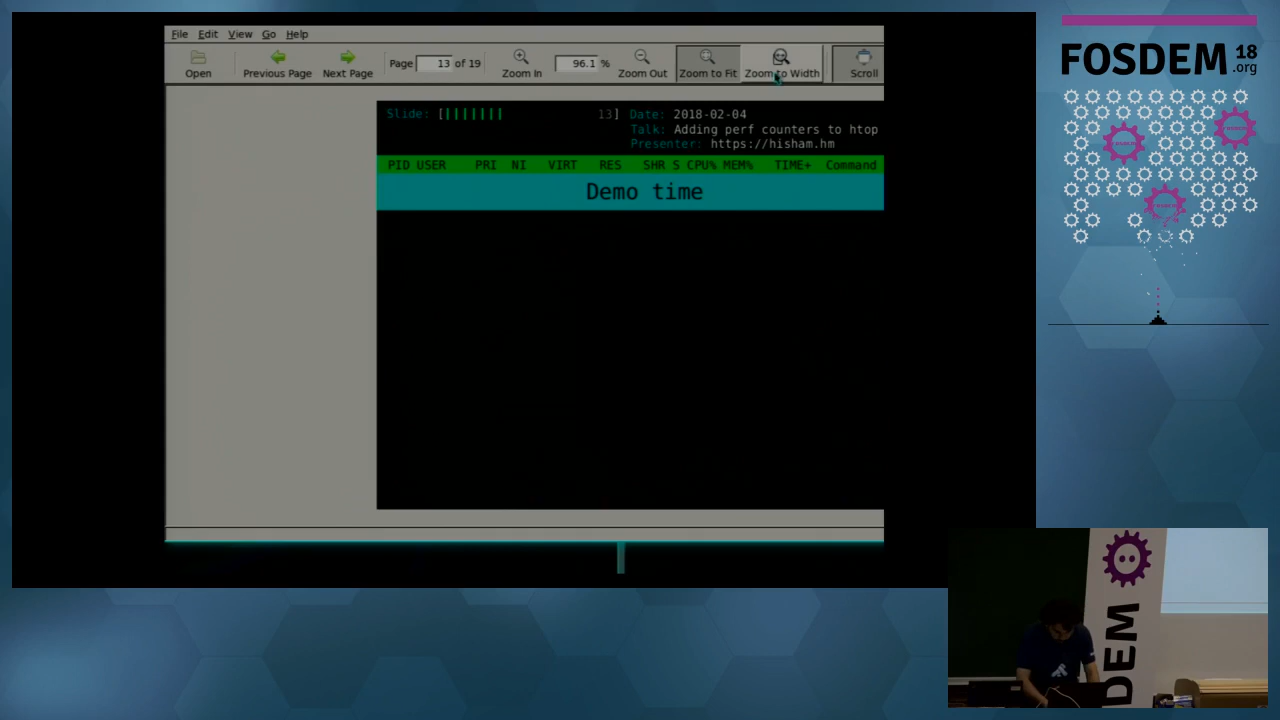 File Edit View Go Help
Open Previous Page Next Page Page 13 of 19 Zoom In 96.1 % Zoom Out Zoom to Fit Zoom to Width Scroll
Slide: [||||||| 13] Date: 2018-02-04
Talk: Adding perf counters to htop
Presenter: https://hisham.hm
PID USER PRI NI VIRT RES SHR S CPU% MEM% TIME+ Command
Demo time
FOSDEM 18
.org
DEM